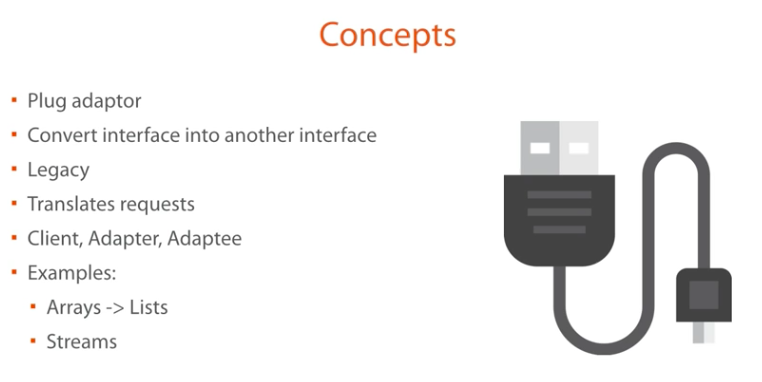 Concepts
Plug adaptor
Convert interface into another interface
Legacy
Translates requests
Client, Adapter, Adaptee
Examples:
Arrays -> Lists
Streams